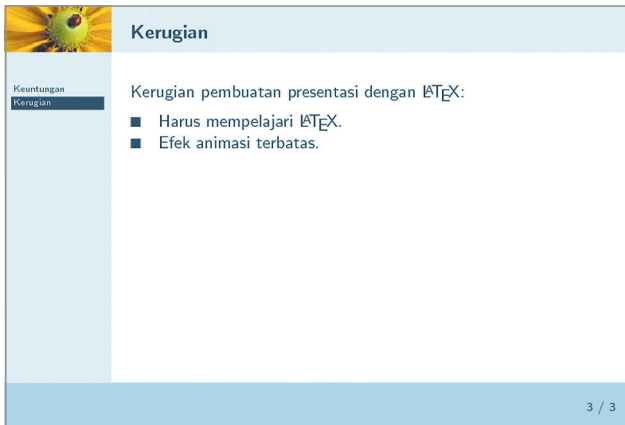 Kerugian
Keuntungan
Kerugian
Kerugian pembuatan presentasi dengan LATEX:
■ Harus mempelajari LATEX.
■ Efek animasi terbatas.
3 / 3